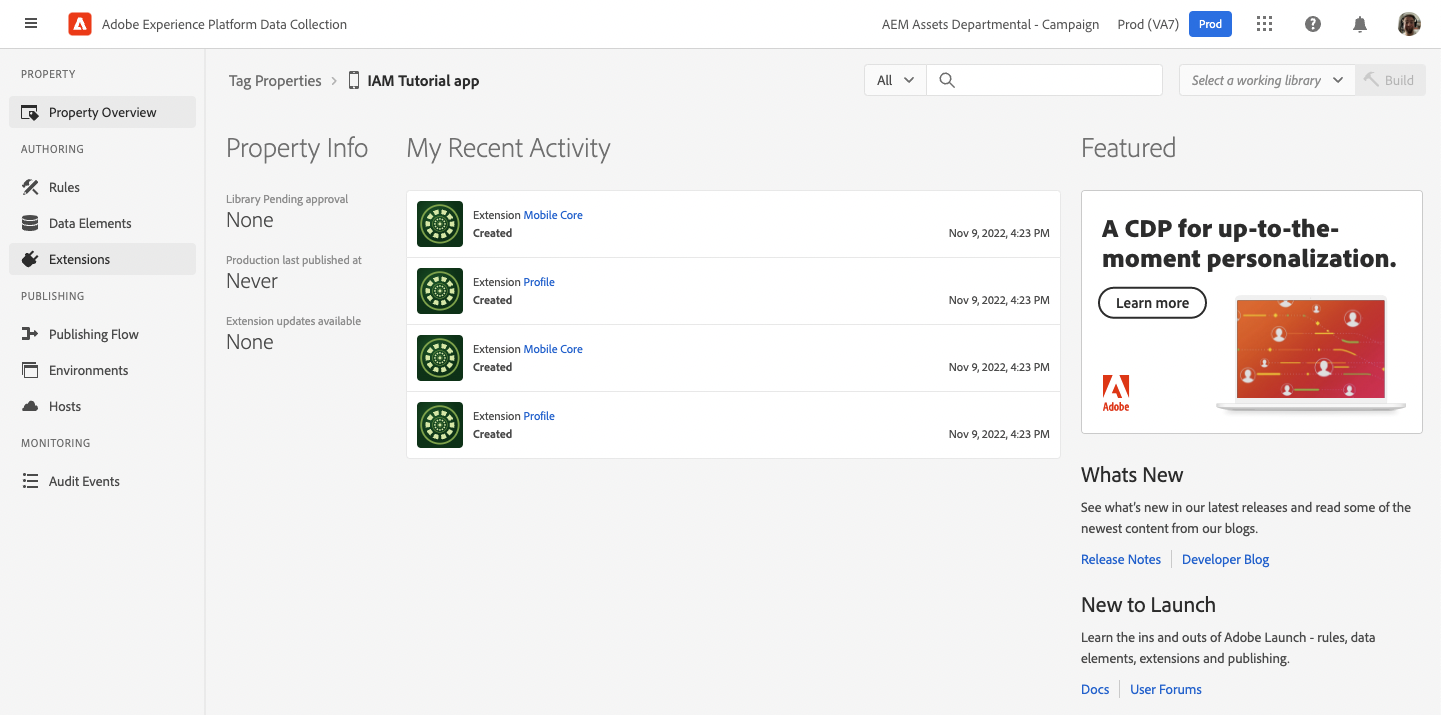 Adobe Experience Platform Data Collection
AEM Assets Departmental - Campaign
Prod (VA7)
Prod
PROPERTY
Property Overview
AUTHORING
Rules
Data Elements
Extensions
PUBLISHING
Publishing Flow
Environments
Hosts
MONITORING
Audit Events
Tag Properties
IAM Tutorial app
All
Select a working library
Build
Property Info
Library Pending approval
None
Production last published at
Never
Extension updates available
None
My Recent Activity
Extension Mobile Core
Created
Nov 9, 2022, 4:23 PM
Extension Profile
Created
Nov 9, 2022, 4:23 PM
Extension Mobile Core
Created
Nov 9, 2022, 4:23 PM
Extension Profile
Created
Nov 9, 2022, 4:23 PM
Featured
A CDP for up-to-the-
moment personalization.
Learn more
Adobe
Whats New
See what's new in our latest releases and read some of the
newest content from our blogs.
Release Notes
Developer Blog
New to Launch
Learn the ins and outs of Adobe Launch - rules, data
elements, extensions and publishing.
Docs
User Forums